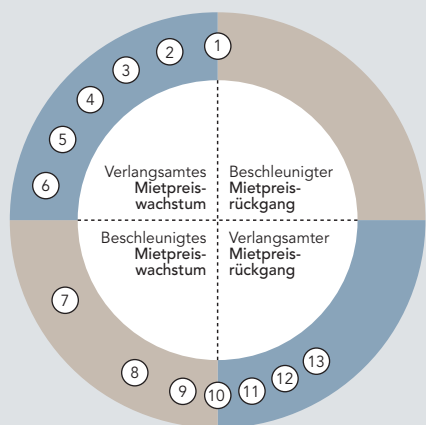 1
2
3
4
5
6
Verlangsamtes
Mietpreis-
wachstum
Beschleunigter
Mietpreis-
rückgang
Beschleunigtes
Mietpreis-
wachstum
Verlangsamter
Mietpreis-
rückgang
7
8
9
10
11
12
13